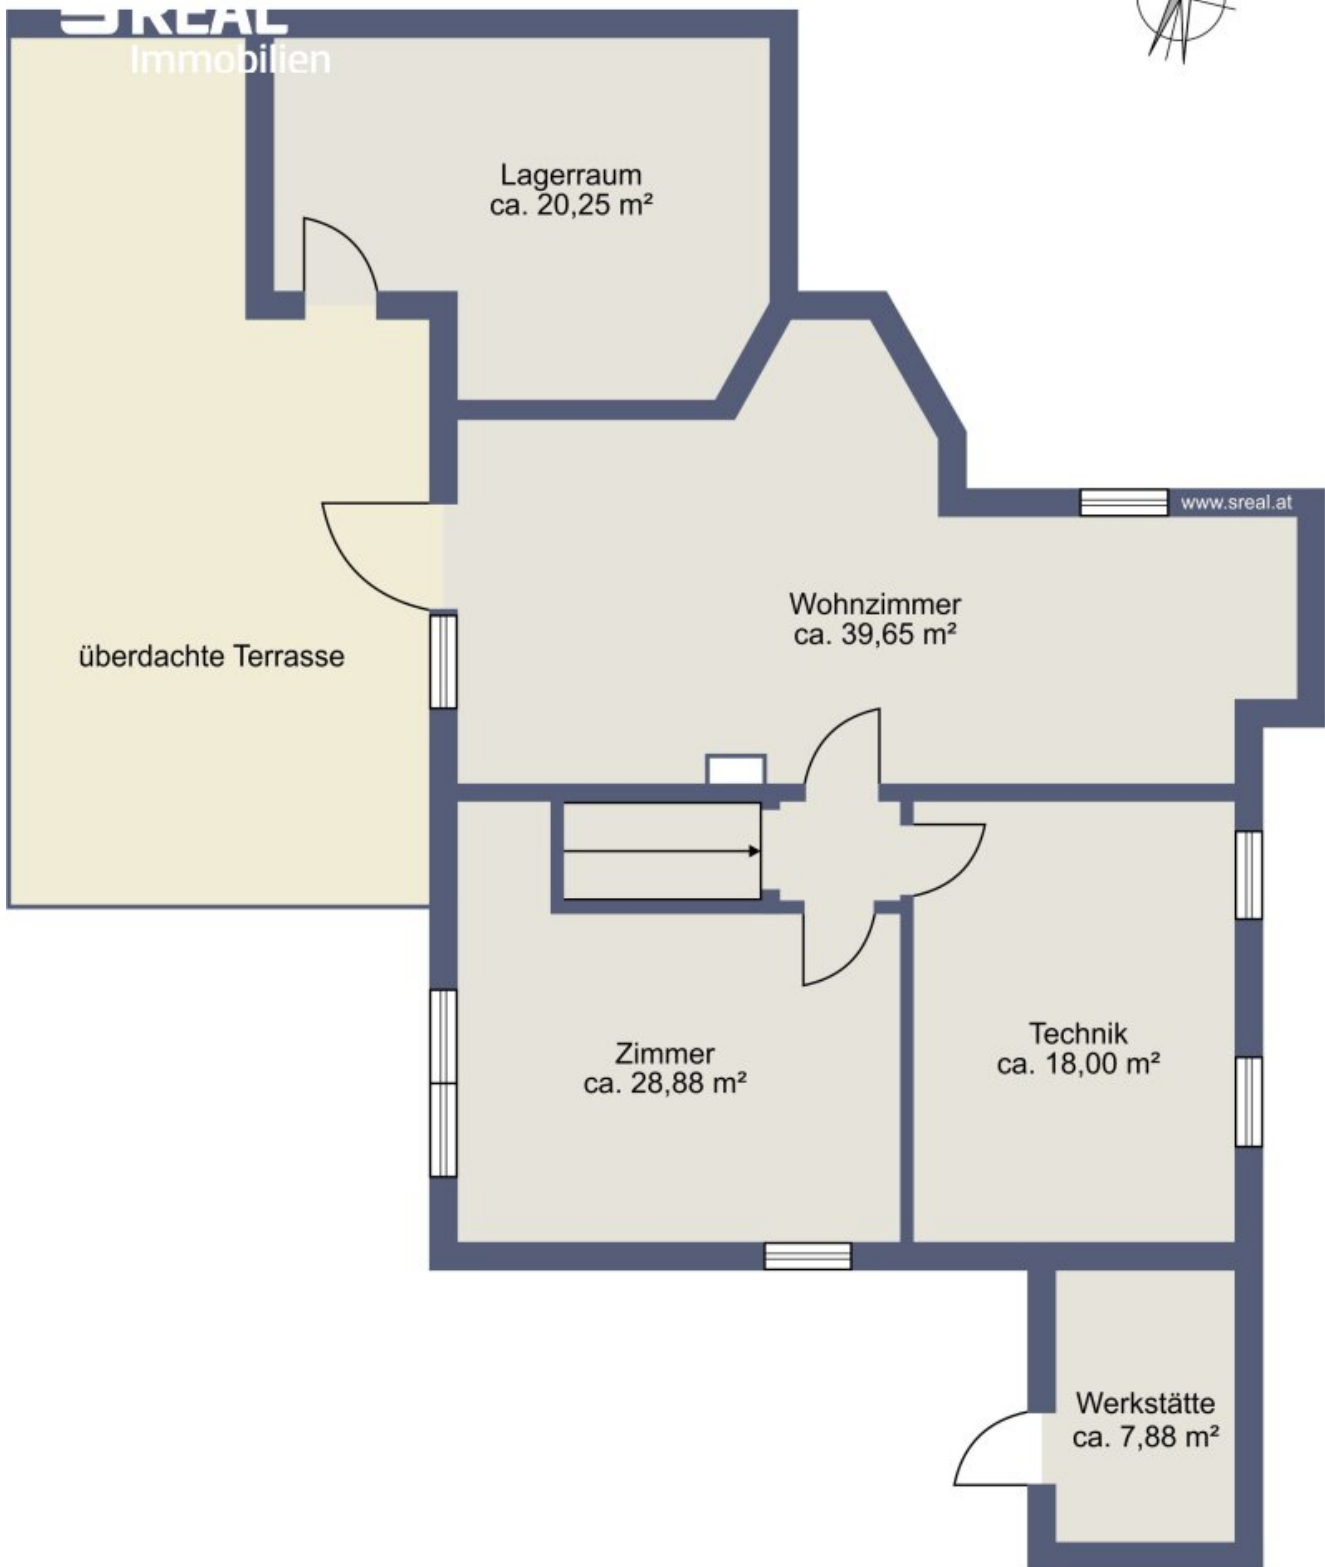 SREAL
Immobilien
Lagerraum
ca. 20,25 m²
www.sreal.at
Wohnzimmer
ca. 39,65 m²
überdachte Terrasse
Zimmer
ca. 28,88 m²
Technik
ca. 18,00 m²
Werkstätte
ca. 7,88 m²